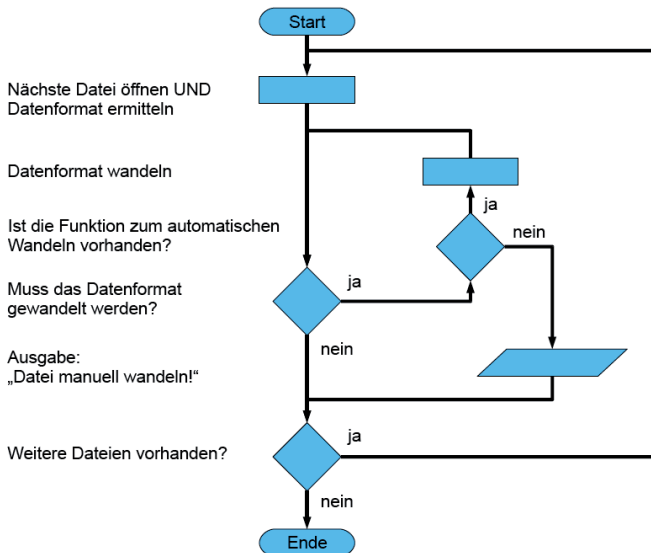 Start
Nächste Datei öffnen UND
Datenformat ermitteln
Datenformat wandeln
ja
Ist die Funktion zum automatischen
Wandeln vorhanden?
nein
Muss das Datenformat
gewandelt werden?
ja
nein
Ausgabe:
„Datei manuell wandeln!“
Weitere Dateien vorhanden?
ja
nein
Ende